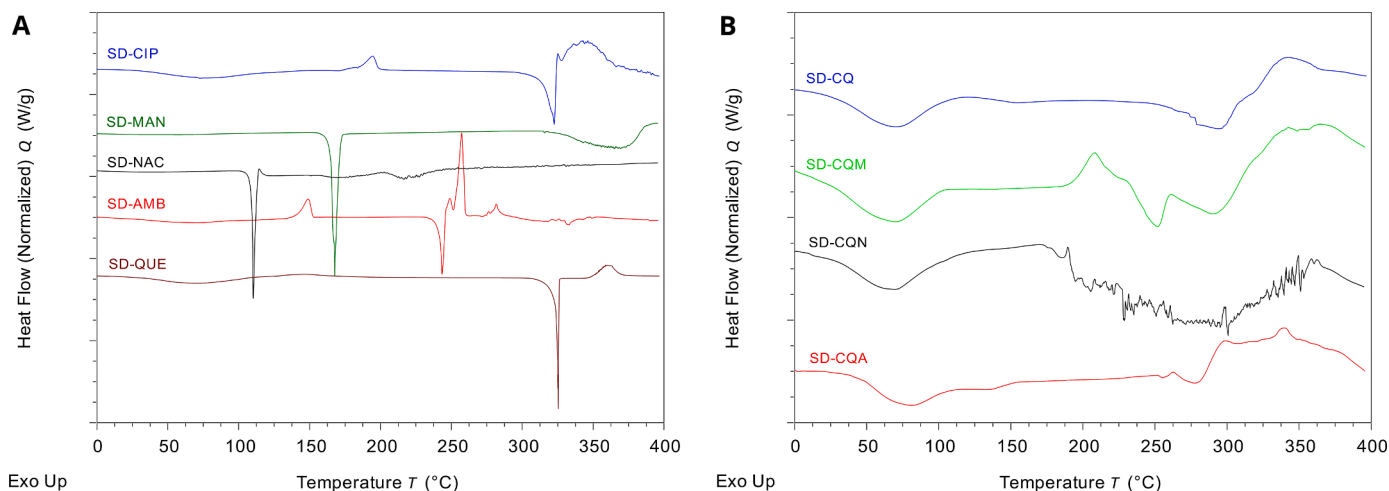 A
SD-CIP
SD-MAN
SD-NAC
SD-AMB
SD-QUE
Heat Flow (Normalized) Q (W/g)
0 50 100 150 200 250 300 350 400
Exo Up
Temperature T (°C)
B
SD-CQ
SD-CQM
SD-CQN
SD-CQA
Heat Flow (Normalized) Q (W/g)
0 50 100 150 200 250 300 350 400
Exo Up
Temperature T (°C)